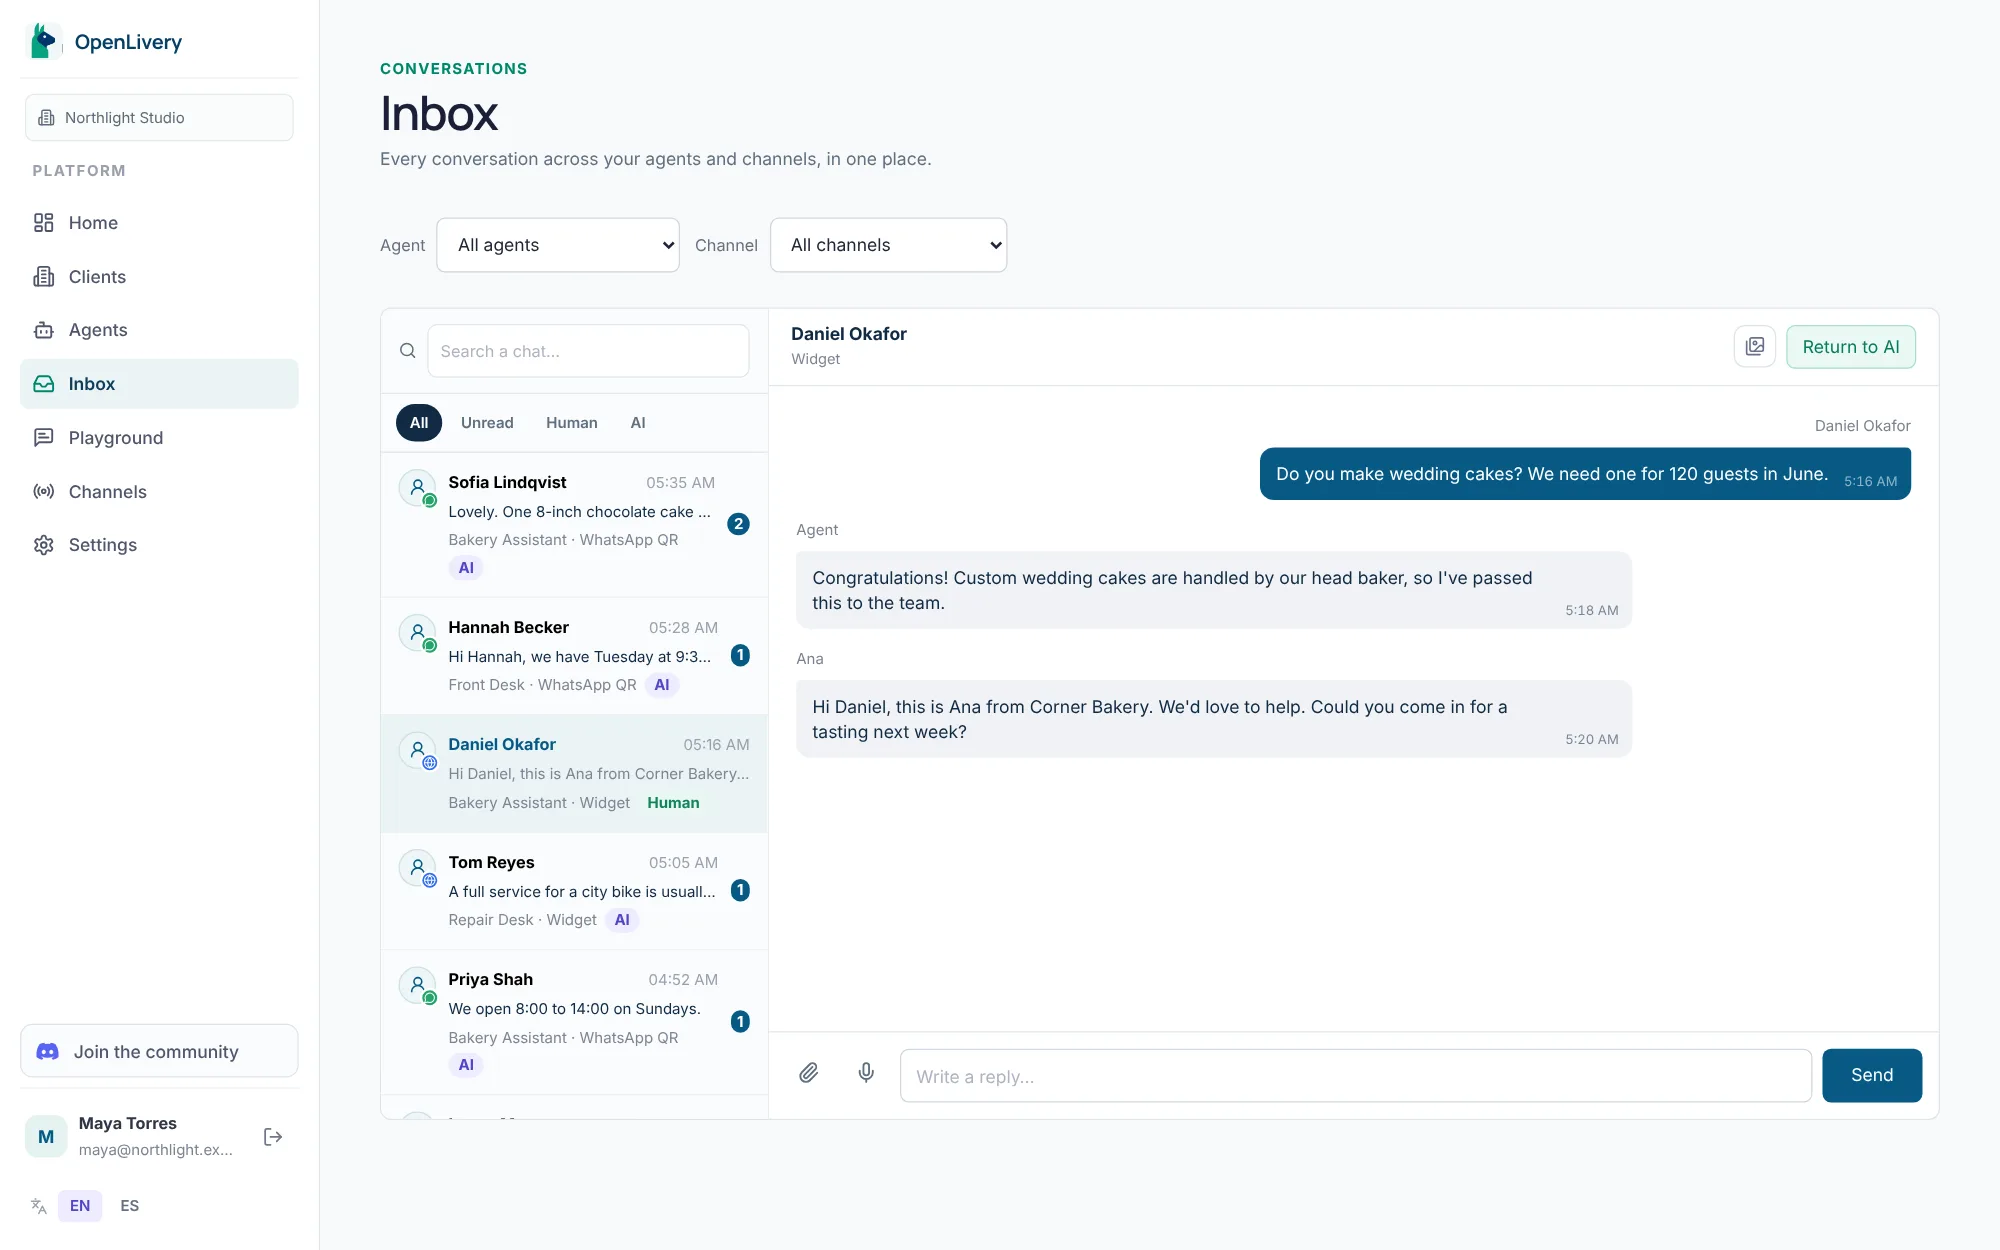 OpenLivery
Northlight Studio
PLATFORM
Home
Clients
Agents
Inbox
Playground
Channels
Settings
Join the community
M
Maya Torres
maya@northlight.ex...
EN
ES
CONVERSATIONS
Inbox
Every conversation across your agents and channels, in one place.
Agent
All agents
Channel
All channels
Search a chat...
All
Unread
Human
AI
Sofia Lindqvist
05:35 AM
Lovely. One 8-inch chocolate cake ...
2
Bakery Assistant · WhatsApp QR
AI
Hannah Becker
05:28 AM
Hi Hannah, we have Tuesday at 9:3...
1
Front Desk · WhatsApp QR
AI
Daniel Okafor
05:16 AM
Hi Daniel, this is Ana from Corner Bakery...
Bakery Assistant · Widget
Human
Tom Reyes
05:05 AM
A full service for a city bike is usuall...
1
Repair Desk · Widget
AI
Priya Shah
04:52 AM
We open 8:00 to 14:00 on Sundays.
1
Bakery Assistant · WhatsApp QR
AI
Daniel Okafor
Widget
Return to AI
Daniel Okafor
Do you make wedding cakes? We need one for 120 guests in June.
5:16 AM
Agent
Congratulations! Custom wedding cakes are handled by our head baker, so I've passed
this to the team.
5:18 AM
Ana
Hi Daniel, this is Ana from Corner Bakery. We'd love to help. Could you come in for a
tasting next week?
5:20 AM
Write a reply...
Send